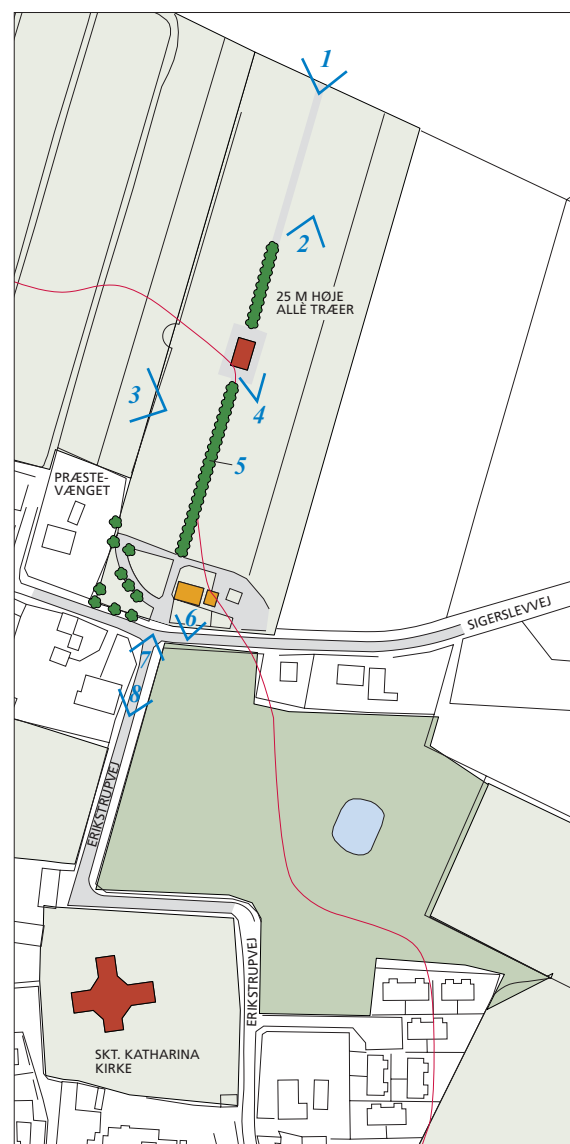 1
2
25 M HØJE
ALLÈ TRÆER
3
4
5
PRÆSTE-
VÆNGET
6
SIGERSLEVVEJ
7
8
ERIKSTRUPVEJ
ERIKSTRUPVEJ
SKT. KATHARINA
KIRKE